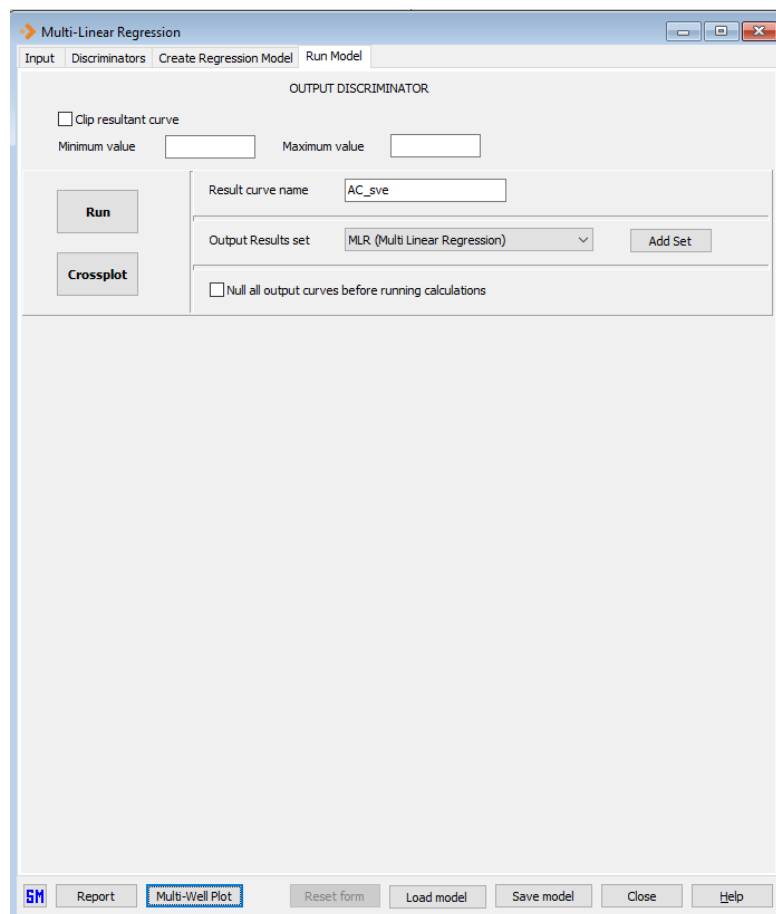 Multi-Linear Regression
Input Discriminators Create Regression Model Run Model
OUTPUT DISCRIMINATOR
Clip resultant curve
Minimum value Maximum value
Run
Result curve name AC_sve
Output Results set MLR (Multi Linear Regression) Add Set
Crossplot
Null all output curves before running calculations
SM Report Multi-Well Plot Reset form Load model Save model Close Help